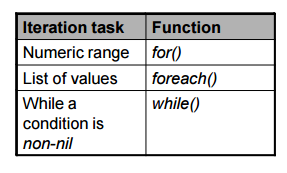 Iteration task Function
Numeric range for()
List of values foreach()
While a while()
condition is
non-nil